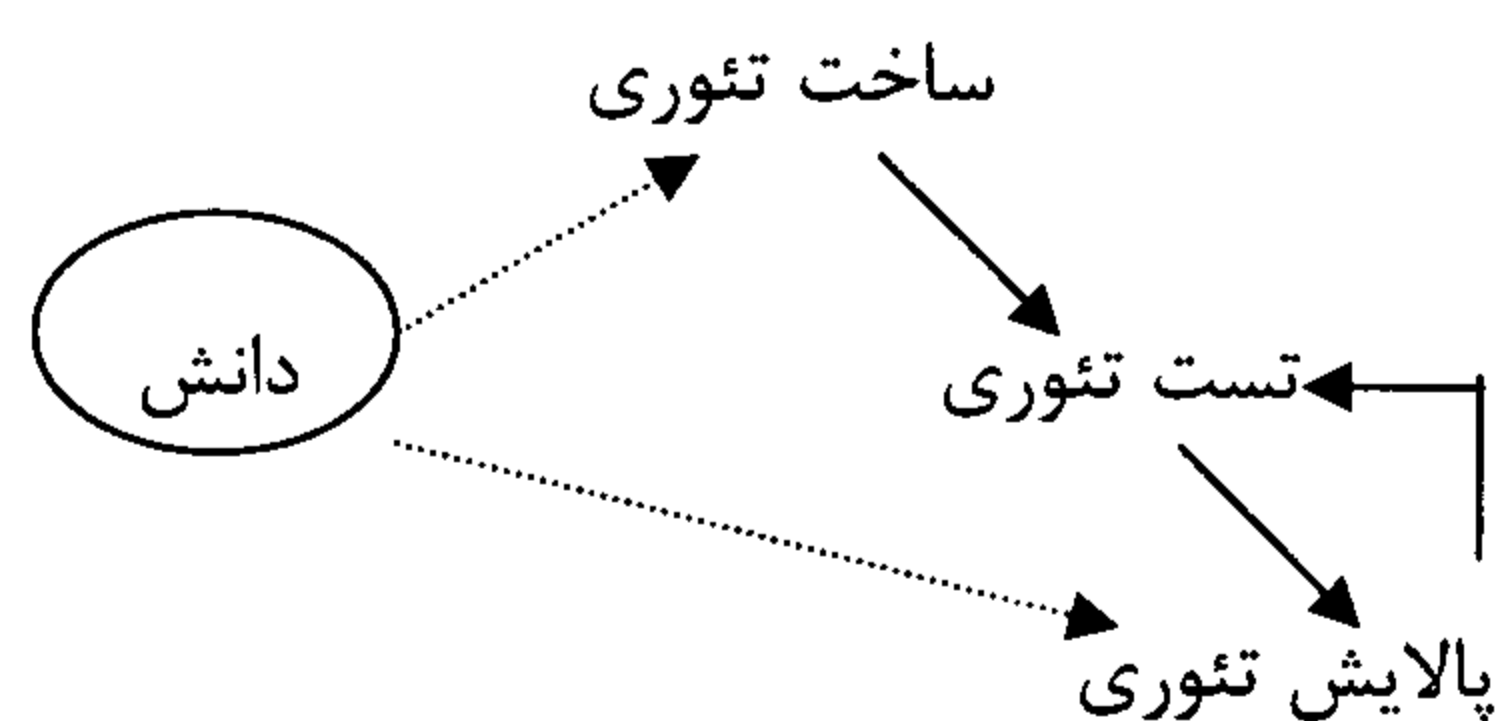 ساخت تئوری
دانش
تست تئوری
پالایش تئوری